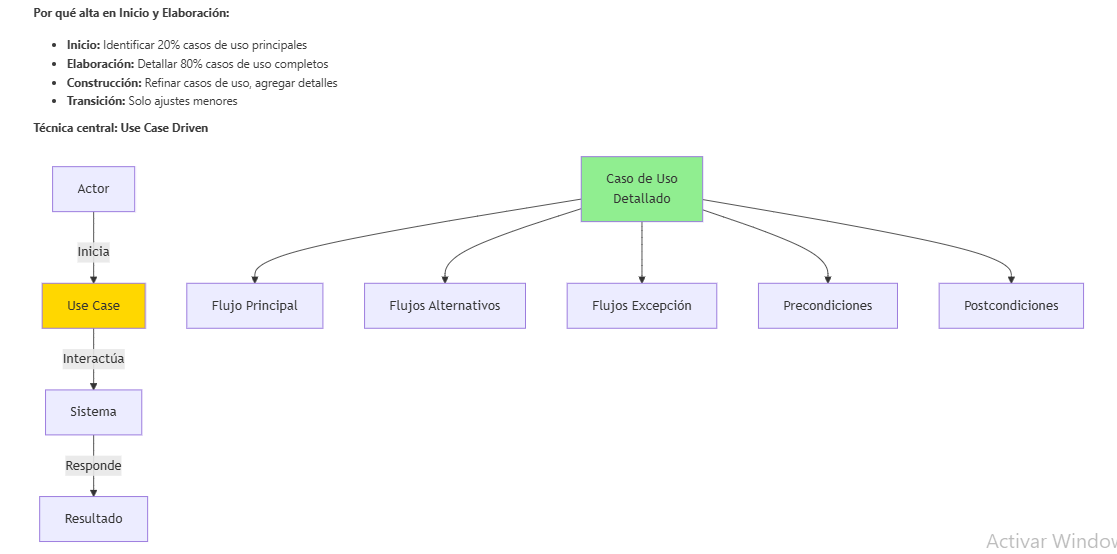 Por qué alta en Inicio y Elaboración:
Inicio: Identificar 20% casos de uso principales
Elaboración: Detallar 80% casos de uso completos
Construcción: Refinar casos de uso, agregar detalles
Transición: Solo ajustes menores
Técnica central: Use Case Driven
Actor
Inicia
Use Case
Interactúa
Sistema
Responde
Resultado
Caso de Uso
Detallado
Flujo Principal
Flujos Alternativos
Flujos Excepción
Precondiciones
Postcondiciones
Activar Window